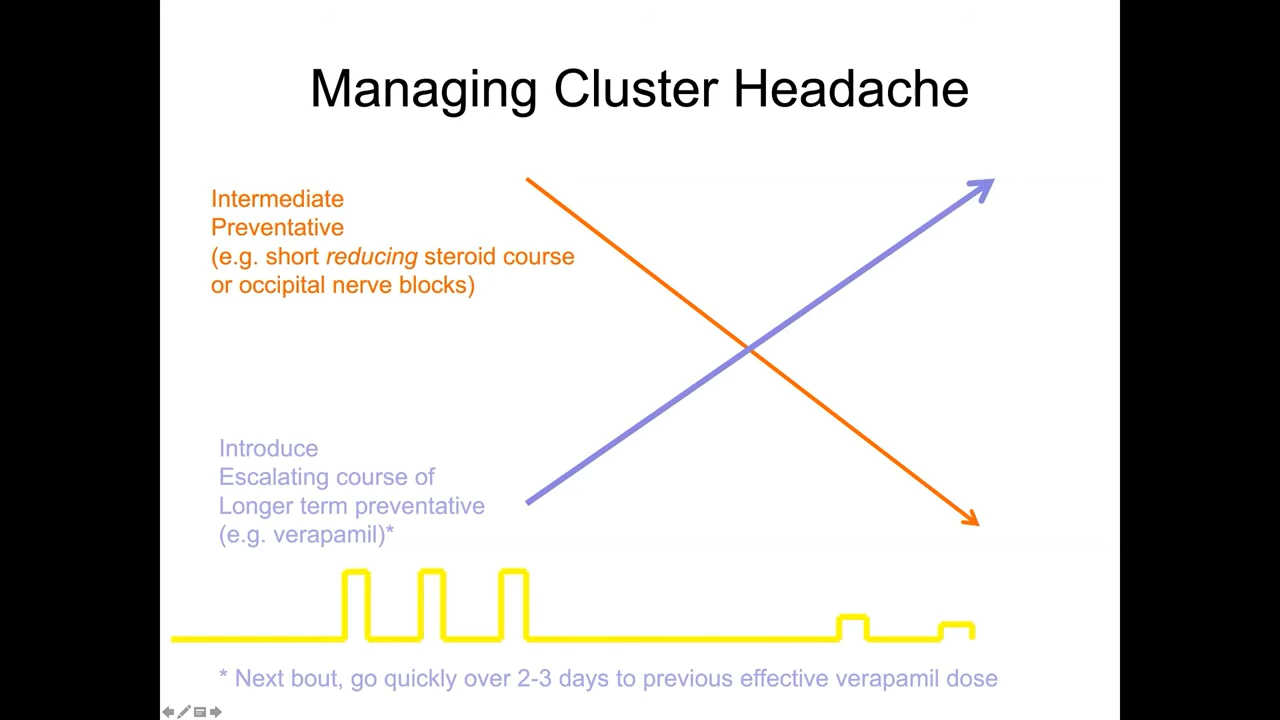 Managing Cluster Headache
Intermediate
Preventative
(e.g. short reducing steroid course
or occipital nerve blocks)
Introduce
Escalating course of
Longer term preventative
(e.g. verapamil)*
* Next bout, go quickly over 2-3 days to previous effective verapamil dose